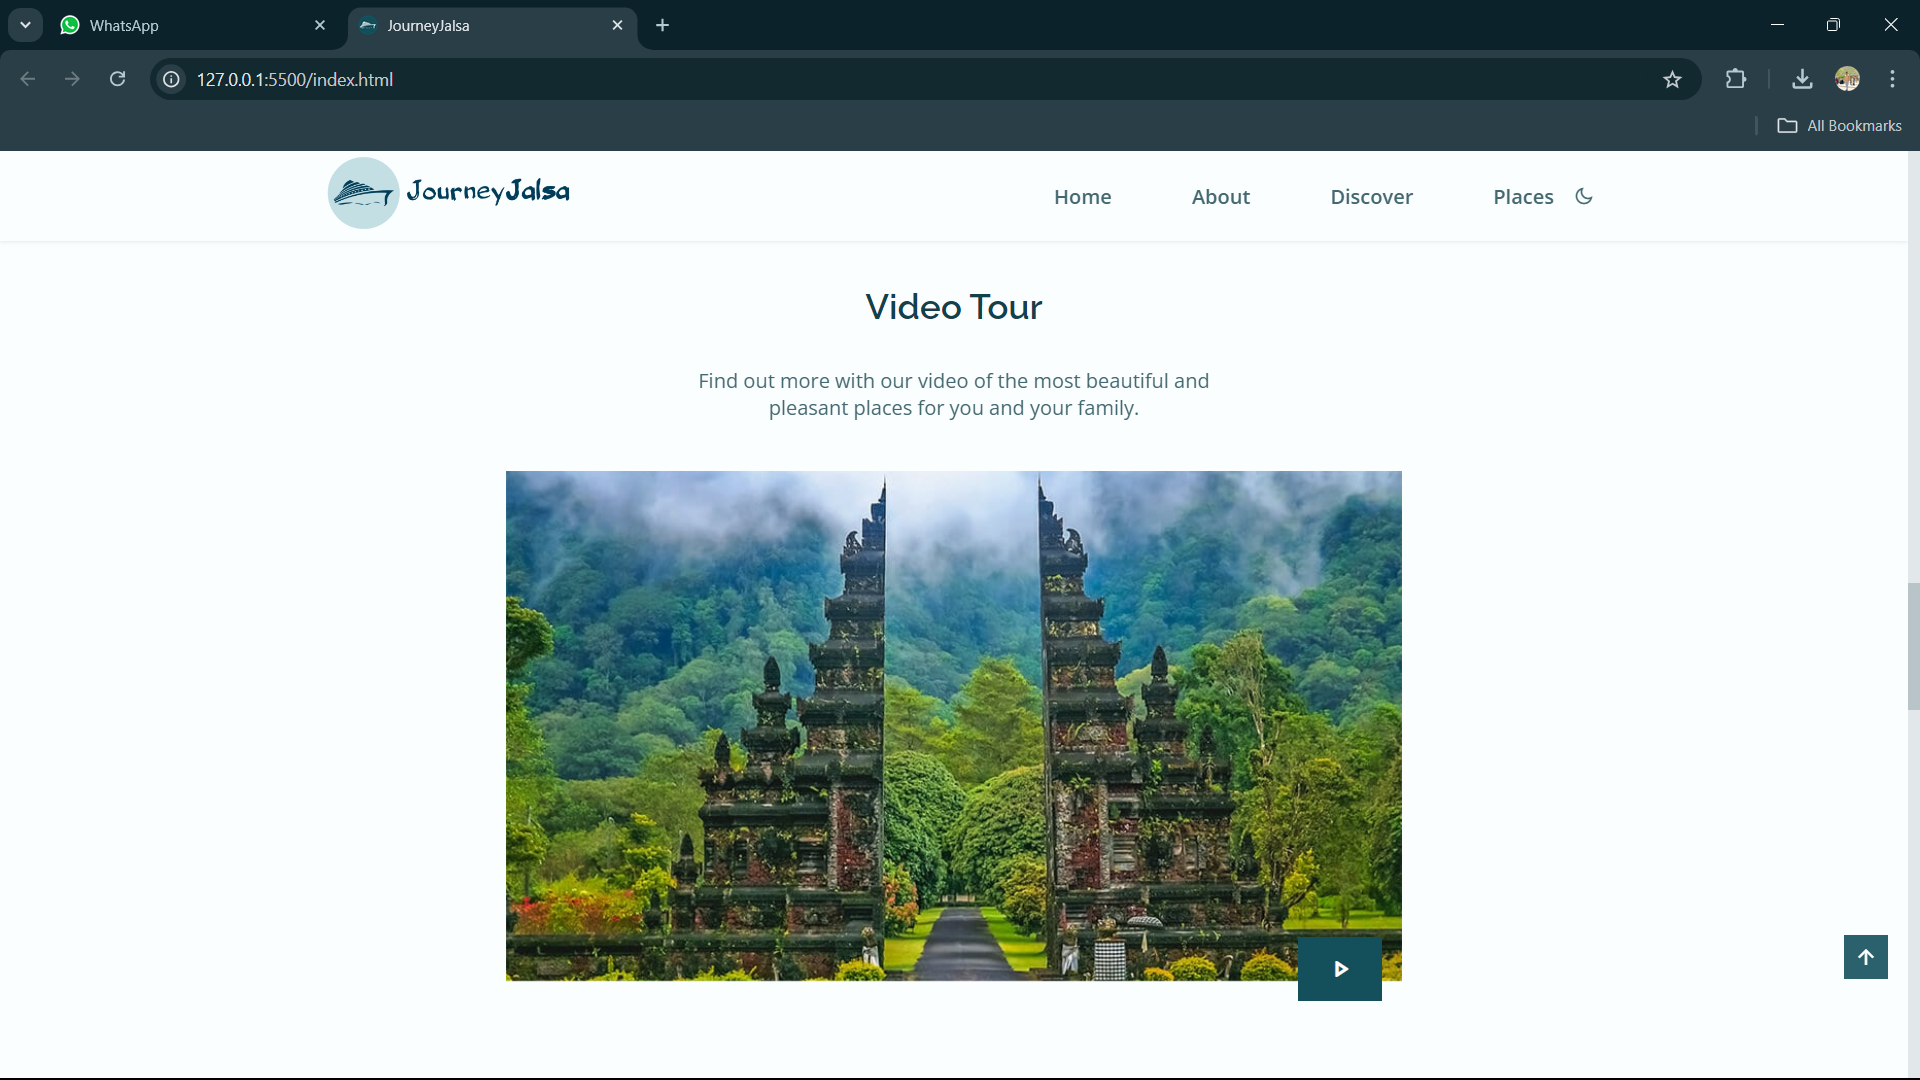 WhatsApp
JourneyJalsa
127.0.0.1:5500/index.html
All Bookmarks
JourneyJalsa
Home
About
Discover
Places
Video Tour
Find out more with our video of the most beautiful and
pleasant places for you and your family.